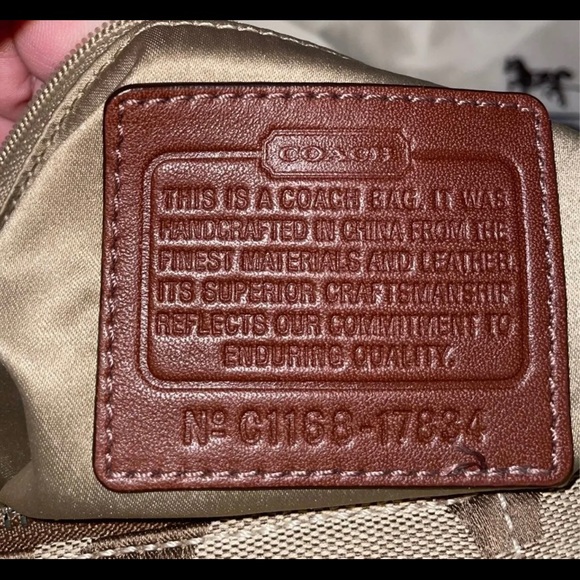 COACH
THIS IS A COACH BAG. IT WAS
HANDCRAFTED IN CHINA FROM THE
FINEST MATERIALS AND LEATHER.
ITS SUPERIOR CRAFTSMANSHIP
REFLECTS OUR COMMITMENT TO
ENDURING QUALITY.
Nº C1168-17834